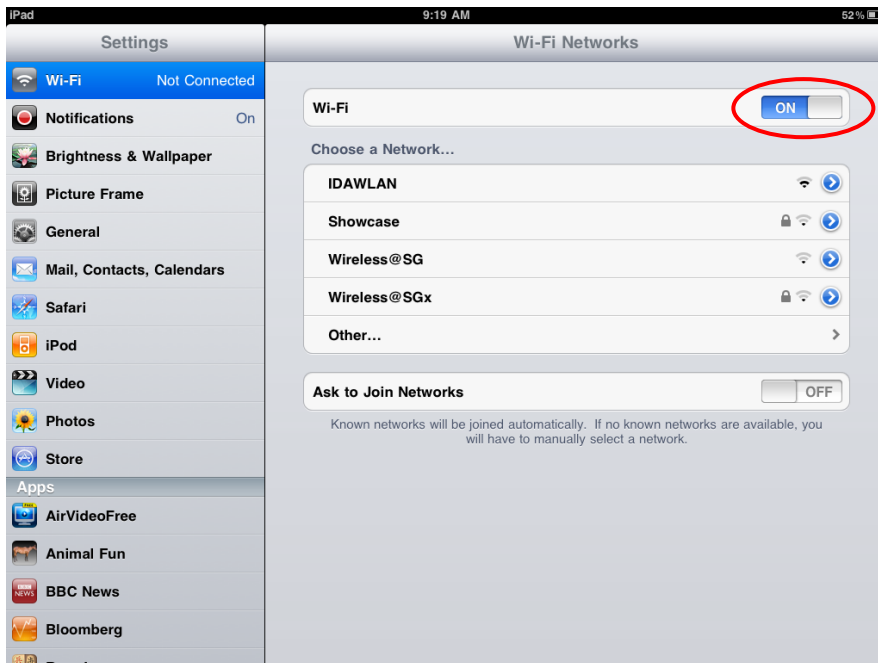 iPad 9:19 AM 52%
Settings
Wi-Fi Not Connected
Notifications On
Brightness & Wallpaper
Picture Frame
General
Mail, Contacts, Calendars
Safari
iPod
Video
Photos
Store
Apps
AirVideoFree
Animal Fun
BBC NEWS
BBC News
Bloomberg
Wi-Fi Networks
Wi-Fi ON
Choose a Network...
IDAWLAN
Showcase
Wireless@SG
Wireless@SGx
Other...
Ask to Join Networks OFF
Known networks will be joined automatically. If no known networks are available, you
will have to manually select a network.